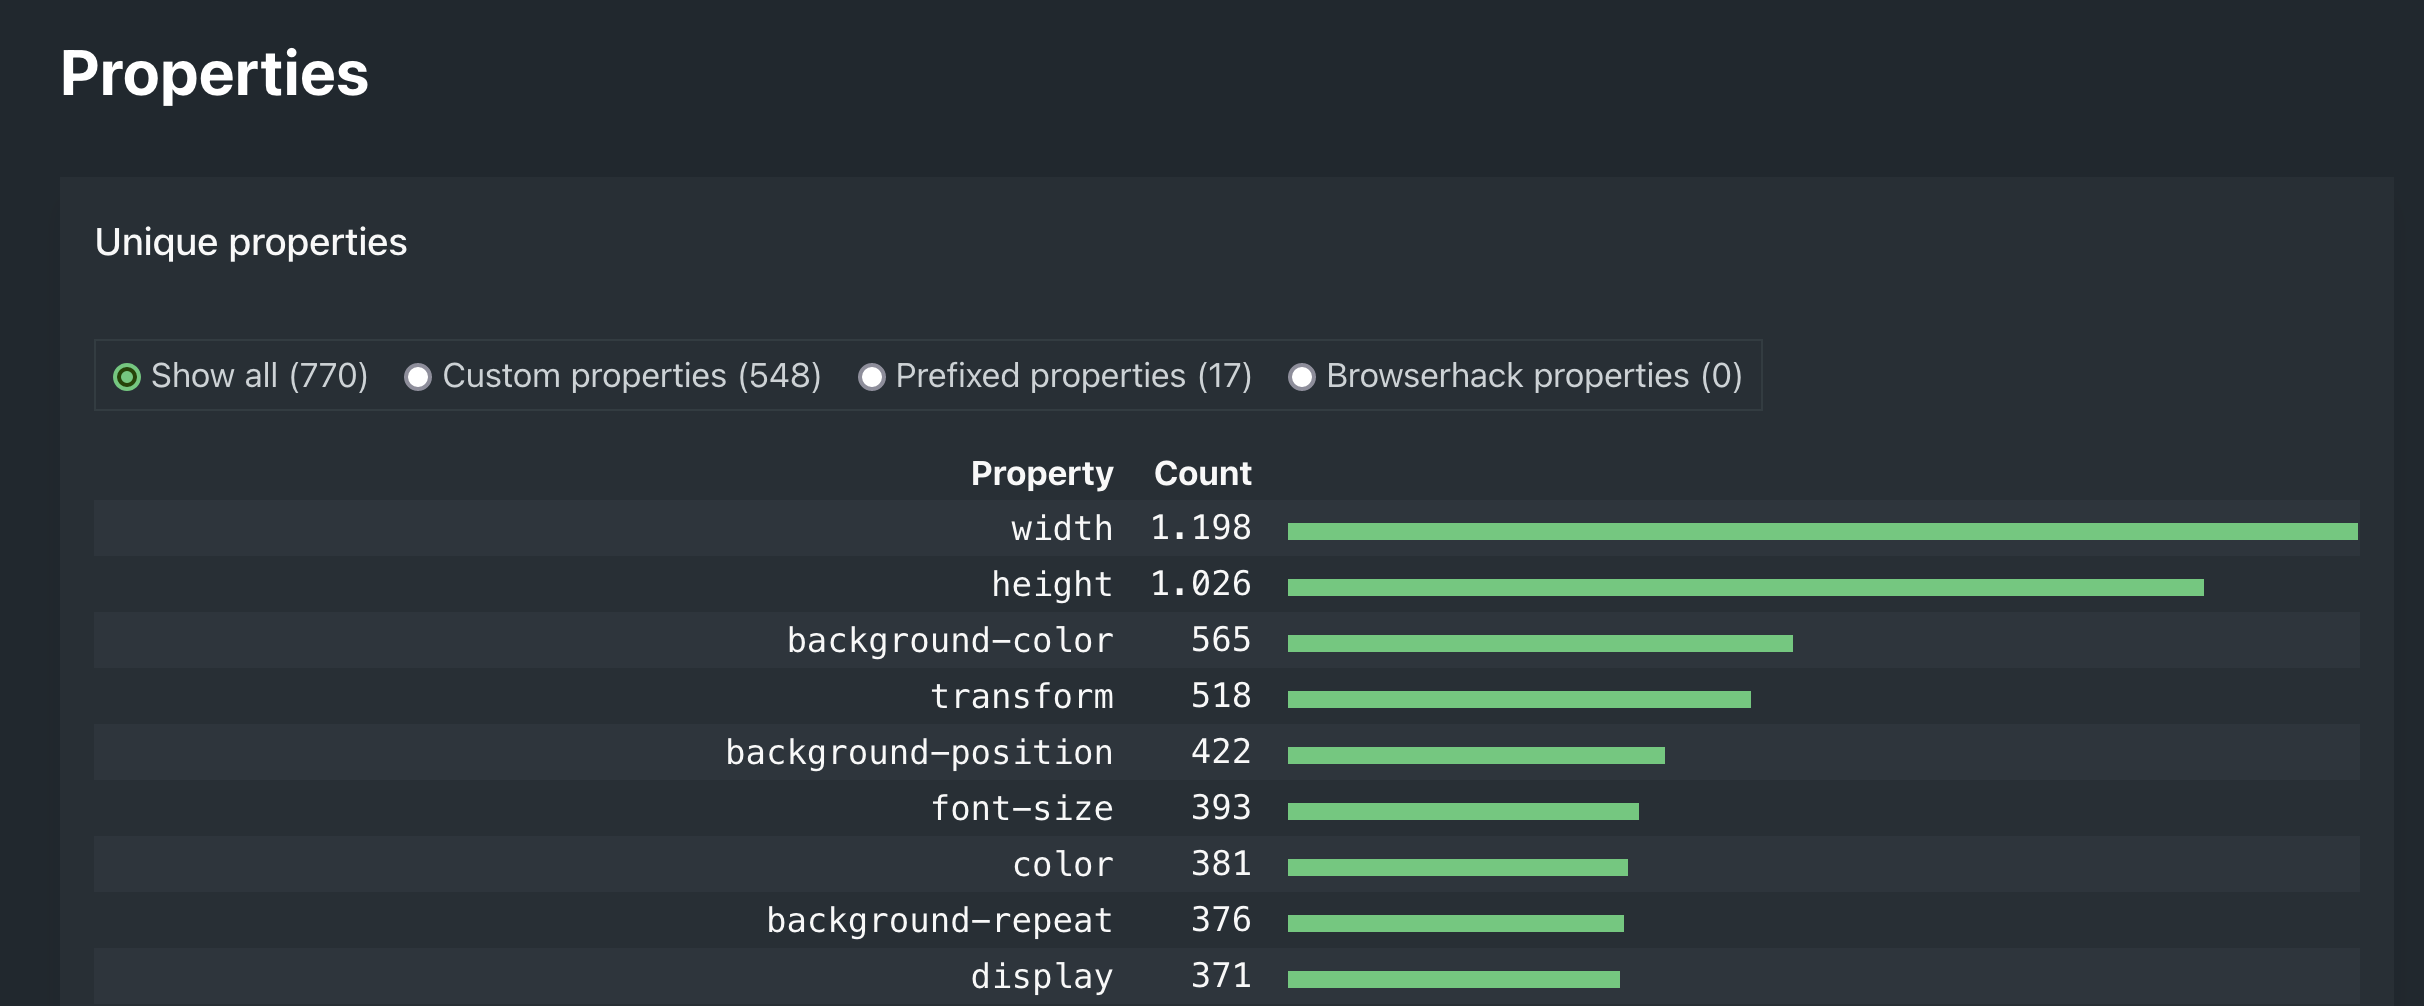 Properties
Unique properties
Show all (770) Custom properties (548) Prefixed properties (17) Browserhack properties (0)
Property Count
width 1.198
height 1.026
background-color 565
transform 518
background-position 422
font-size 393
color 381
background-repeat 376
display 371